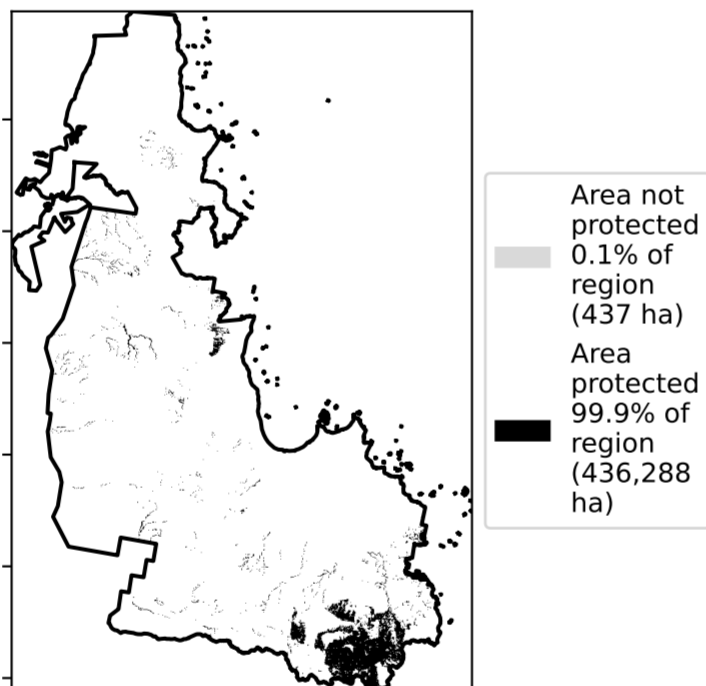 Area not
protected
0.1% of
region
(437 ha)
Area
protected
99.9% of
region
(436,288
ha)